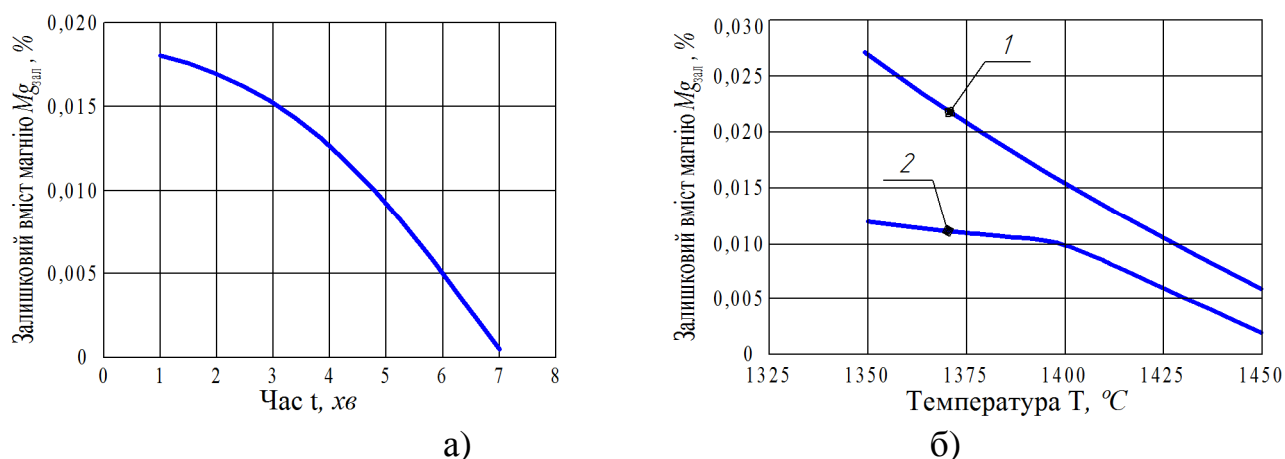 Залишковий вміст магнію Mgзал, %
0,020
0,015
0,010
0,005
0
0 1 2 3 4 5 6 7 8
Час t, хв
а)
Залишковий вміст магнію Mgзал, %
0,030
0,025
0,020
0,015
0,010
0,005
0
1
2
1325 1350 1375 1400 1425 1450
Температура Т, ºС
б)